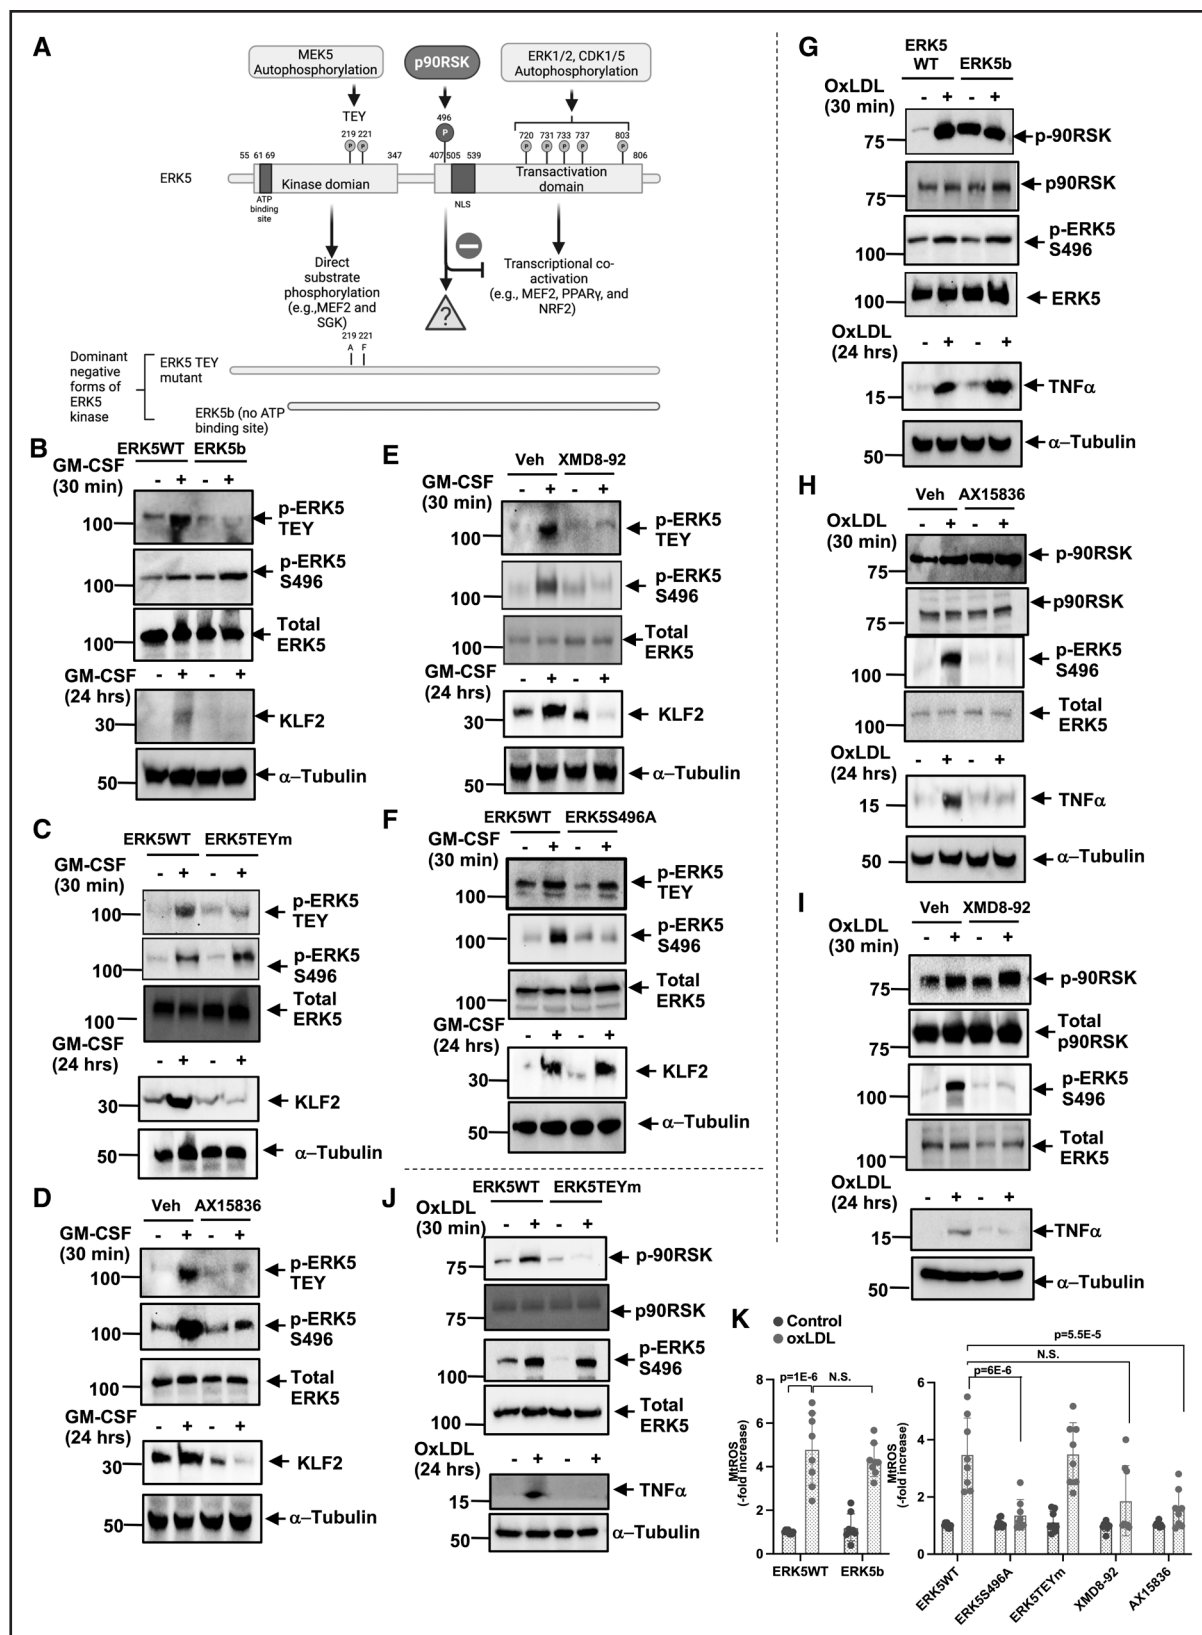 A
MEK5
Autophosphorylation
p90RSK
ERK1/2, CDK1/5
Autophosphorylation
TEY
219 221
P P
496
P
720 731 733 737 803
P P P P P
55 61 69 347 407 505 539 806
ERK5
Kinase domian
Transactivation
domain
ATP
binding
site
NLS
Direct
substrate
phosphorylation
(e.g.,MEF2 and
SGK)
?
Transcriptional co-
activation
(e.g., MEF2, PPARγ, and
NRF2)
219 221
A F
Dominant
negative
forms of
ERK5
kinase
ERK5 TEY
mutant
ERK5b (no ATP
binding site)
B
ERK5WT ERK5b
GM-CSF
(30 min)
- + - +
100
p-ERK5
TEY
100
p-ERK5
S496
100
Total
ERK5
GM-CSF
(24 hrs)
- + - +
30
KLF2
50
α–Tubulin
C
ERK5WT ERK5TEYm
GM-CSF
(30 min)
- + - +
100
p-ERK5
TEY
100
p-ERK5
S496
100
Total
ERK5
GM-CSF
(24 hrs)
- + - +
30
KLF2
50
α–Tubulin
D
Veh AX15836
GM-CSF
(30 min)
- + - +
100
p-ERK5
TEY
100
p-ERK5
S496
100
Total
ERK5
GM-CSF
(24 hrs)
- + - +
30
KLF2
50
α–Tubulin
E
Veh XMD8-92
GM-CSF
(30 min)
- + - +
100
p-ERK5
TEY
100
p-ERK5
S496
100
Total
ERK5
GM-CSF
(24 hrs)
- + - +
30
KLF2
50
α–Tubulin
F
ERK5WT ERK5S496A
GM-CSF
(30 min)
- + - +
100
p-ERK5
TEY
100
p-ERK5
S496
100
Total
ERK5
GM-CSF
(24 hrs)
- + - +
30
KLF2
50
α–Tubulin
G
ERK5
WT
ERK5b
OxLDL
(30 min)
- + - +
75
p-90RSK
75
p90RSK
100
p-ERK5
S496
100
ERK5
OxLDL
(24 hrs)
- + - +
15
TNFα
50
α–Tubulin
H
Veh AX15836
OxLDL
(30 min)
- + - +
75
p-90RSK
75
p90RSK
100
p-ERK5
S496
100
Total
ERK5
OxLDL
(24 hrs)
- + - +
15
TNFα
50
α–Tubulin
I
Veh XMD8-92
OxLDL
(30 min)
- + - +
75
p-90RSK
75
Total
p90RSK
100
p-ERK5
S496
100
Total
ERK5
OxLDL
(24 hrs)
- + - +
15
TNFα
50
α–Tubulin
J
ERK5WT ERK5TEYm
OxLDL
(30 min)
- + - +
75
p-90RSK
75
p90RSK
100
p-ERK5
S496
100
Total
ERK5
OxLDL
(24 hrs)
- + - +
15
TNFα
50
α–Tubulin
K
Control
oxLDL
MtROS
(-fold increase)
8
6
4
2
0
p=1E-6 N.S.
ERK5WT ERK5b
MtROS
(-fold increase)
6
4
2
0
p=5.5E-5
N.S.
p=6E-6
ERK5WT
ERK5S496A
ERK5TEYm
XMD8-92
AX15836